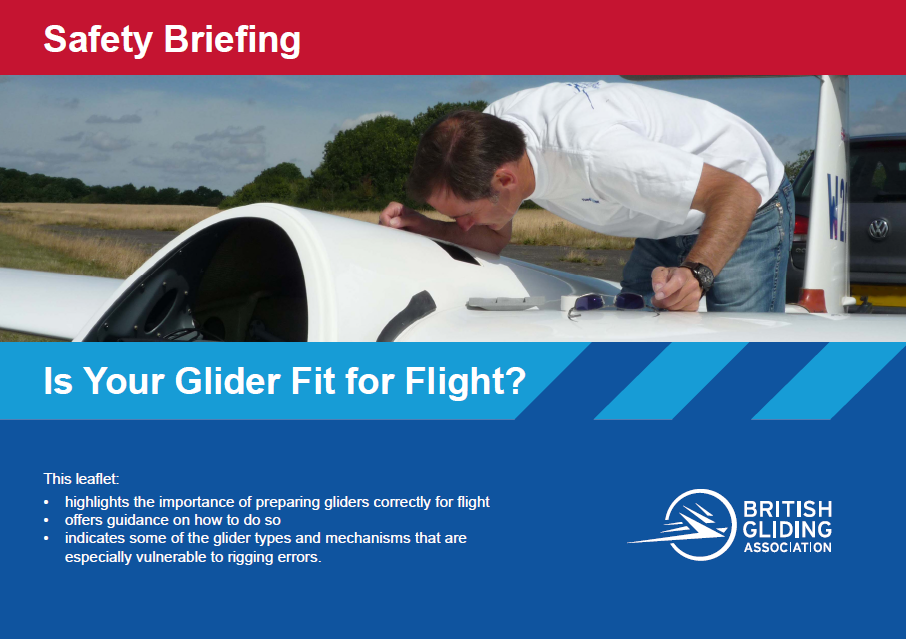 Safety Briefing
Is Your Glider Fit for Flight?
This leaflet:
• highlights the importance of preparing gliders correctly for flight
• offers guidance on how to do so
• indicates some of the glider types and mechanisms that are
especially vulnerable to rigging errors.
BRITISH
GLIDING
ASSOCIATION